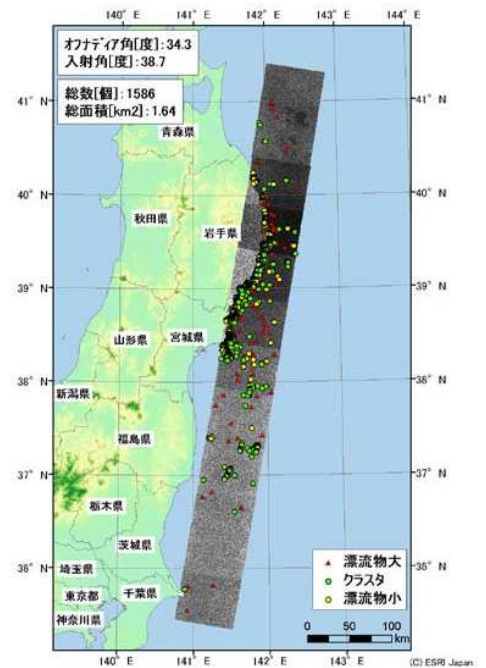 140° E 141° E 142° E 143° E 144° E
オフナディア角[度]:34.3
入射角[度]:38.7
総数[個]:1586
総面積[km2]:1.64
41° N 41° N
青森県
40° N 40° N
秋田県
岩手県
39° N 39° N
山形県
宮城県
38° N 38° N
新潟県
福島県
37° N 37° N
栃木県
36° N 36° N
茨城県
埼玉県
東京都
千葉県
神奈川県
35° N
漂流物大
クラスタ
漂流物小
0 50 100
km
140° E 141° E 142° E 143° E
(C) ESRI Japan